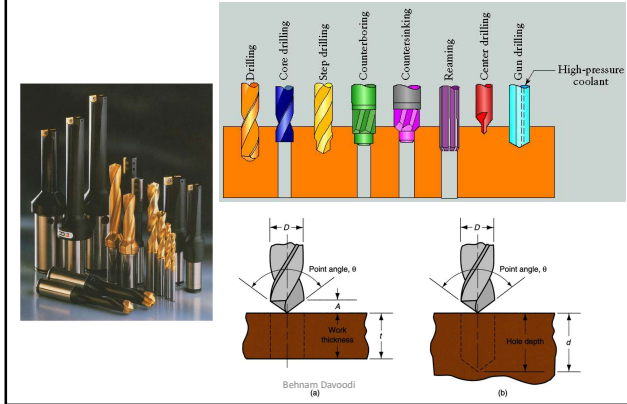 Drilling
Core drilling
Step drilling
Counterboring
Countersinking
Reaming
Center drilling
Gun drilling
High-pressure
coolant
D
Point angle, θ
A
Work
thickness
t
Behnam Davoodi
(a)
D
Point angle, θ
Hole depth
d
(b)